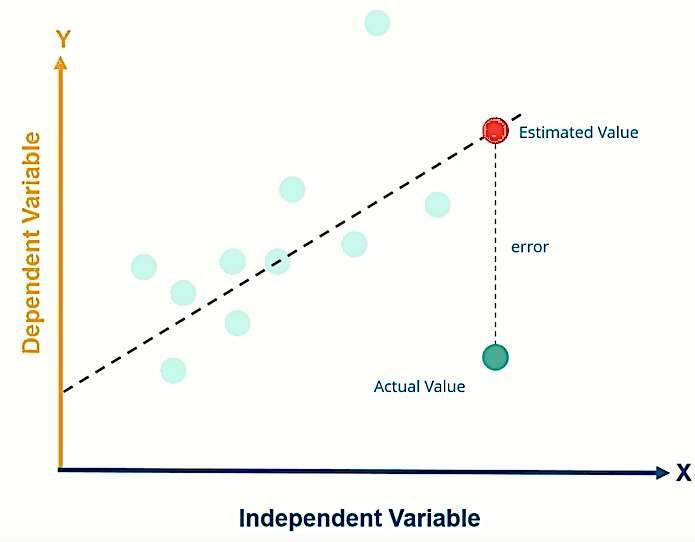 Y
Dependent Variable
Estimated Value
error
Actual Value
X
Independent Variable